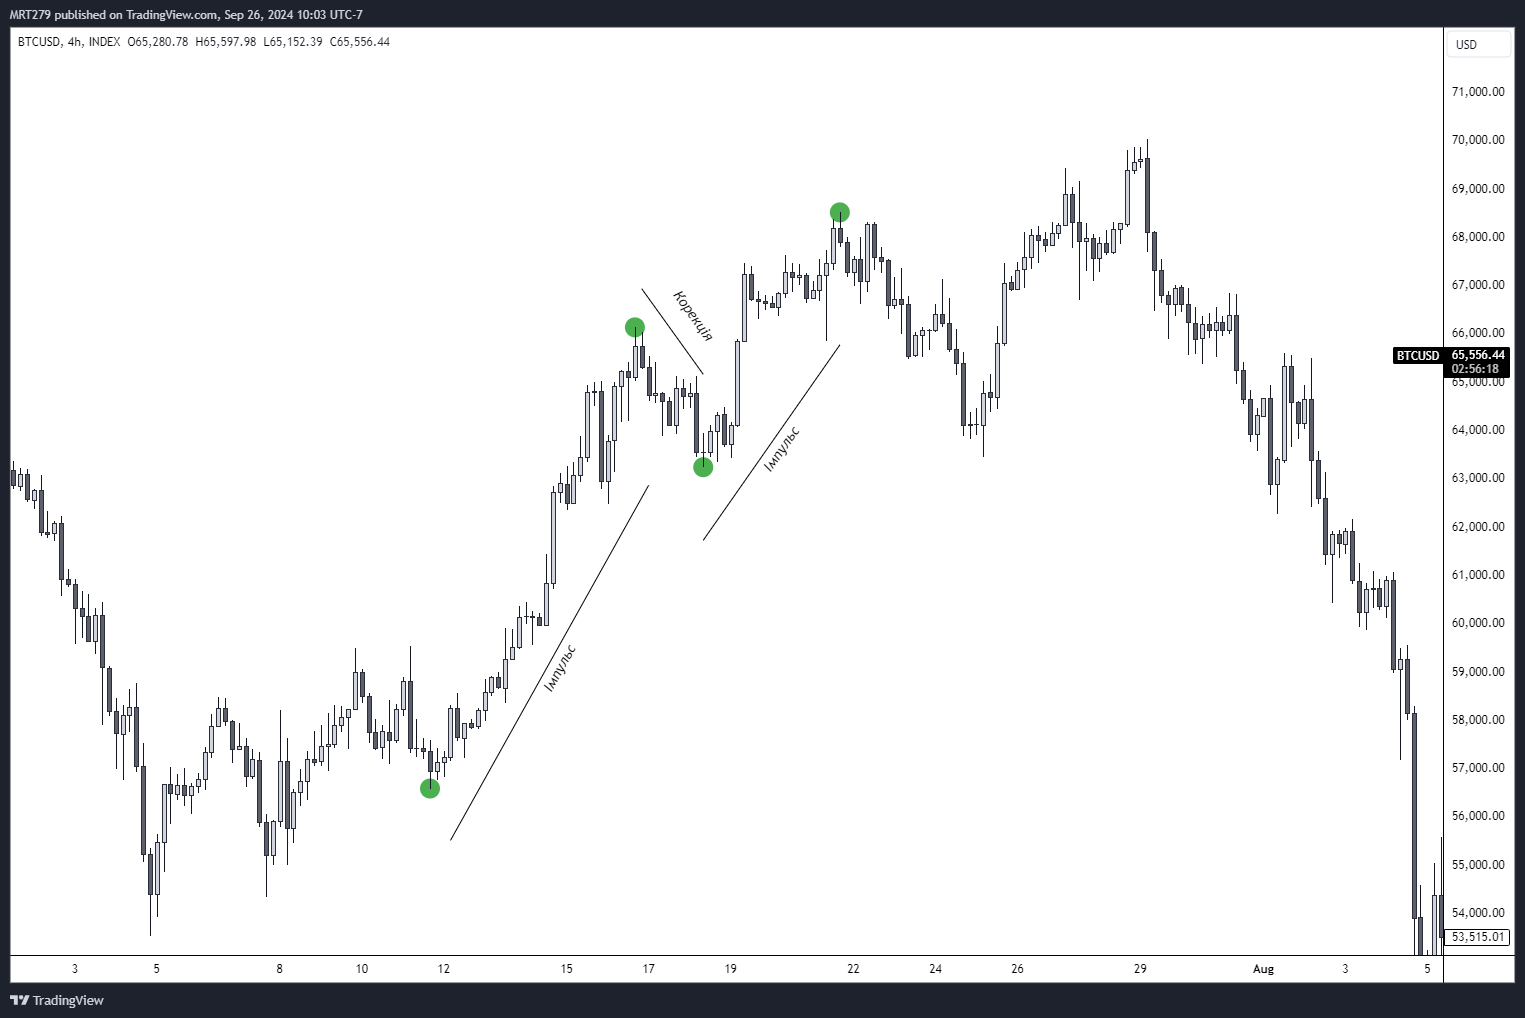 MRT279 published on TradingView.com, Sep 26, 2024 10:03 UTC-7
BTCUSD, 4h, INDEX O65,280.78 H65,597.98 L65,152.39 C65,556.44
USD
71,000.00
70,000.00
69,000.00
68,000.00
67,000.00
66,000.00
BTCUSD 65,556.44
02:56:18
65,000.00
64,000.00
63,000.00
62,000.00
61,000.00
60,000.00
59,000.00
58,000.00
57,000.00
56,000.00
55,000.00
54,000.00
53,515.01
Корекція
Імпульс
Імпульс
3 5 8 10 12 15 17 19 22 24 26 29 Aug 3 5
TradingView